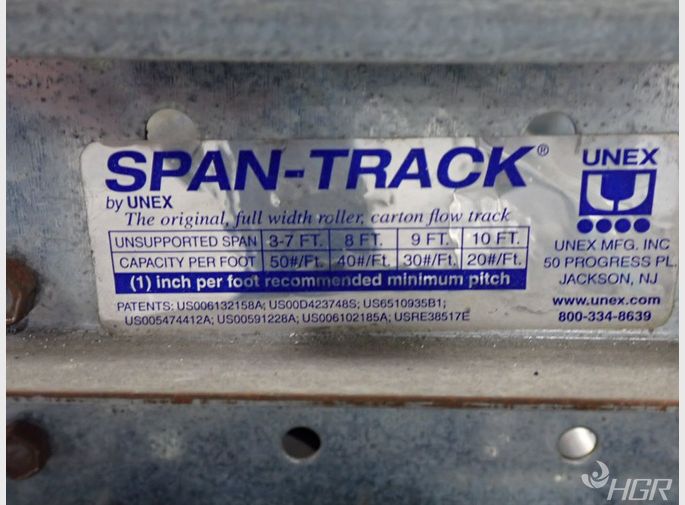 SPAN-TRACK®
by UNEX
The original, full width roller, carton flow track
UNSUPPORTED SPAN 3-7 FT. 8 FT. 9 FT. 10 FT.
CAPACITY PER FOOT 50#/Ft. 40#/Ft. 30#/Ft. 20#/Ft.
(1) inch per foot recommended minimum pitch
PATENTS: US006132158A; US00D423748S; US6510935B1;
US005474412A; US00591228A; US006102185A; USRE38517E
UNEX
UNEX MFG. INC
50 PROGRESS PL.
JACKSON, NJ
www.unex.com
800-334-8639
HGR